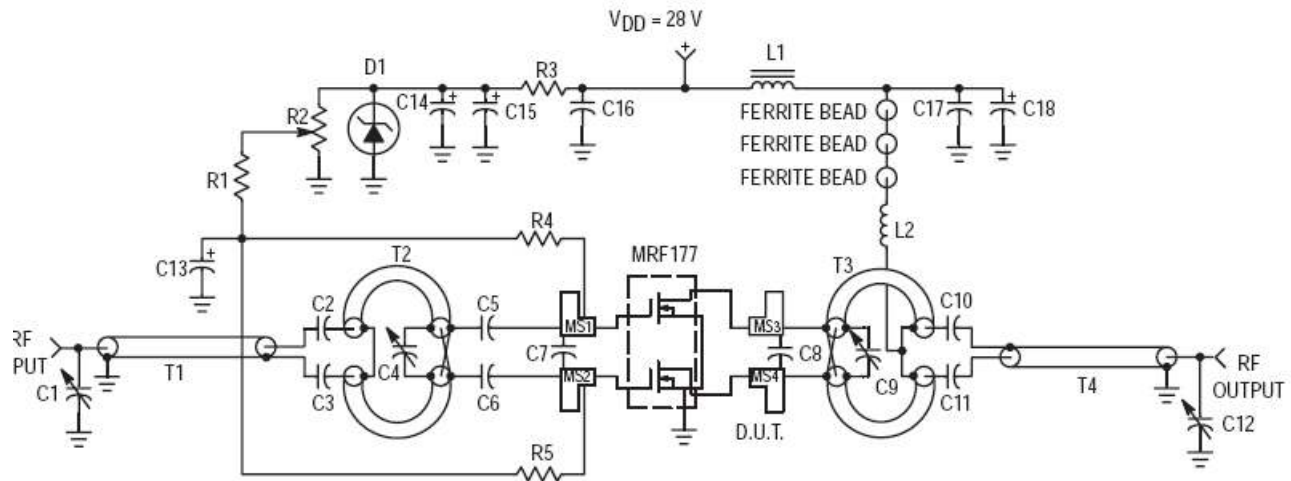 VDD = 28 V
+
L1
D1
R3
C14 +
C15 +
C16
R2
FERRITE BEAD
C17
C18 +
FERRITE BEAD
FERRITE BEAD
R1
R4
L2
MRF177
C13 +
T2
T3
C2
C5
C10
MS1
MS3
RF
PUT
C7
C8
RF
OUTPUT
T1
C4
MS2
MS4
C9
T4
C1
C3
C6
C11
C12
D.U.T.
R5